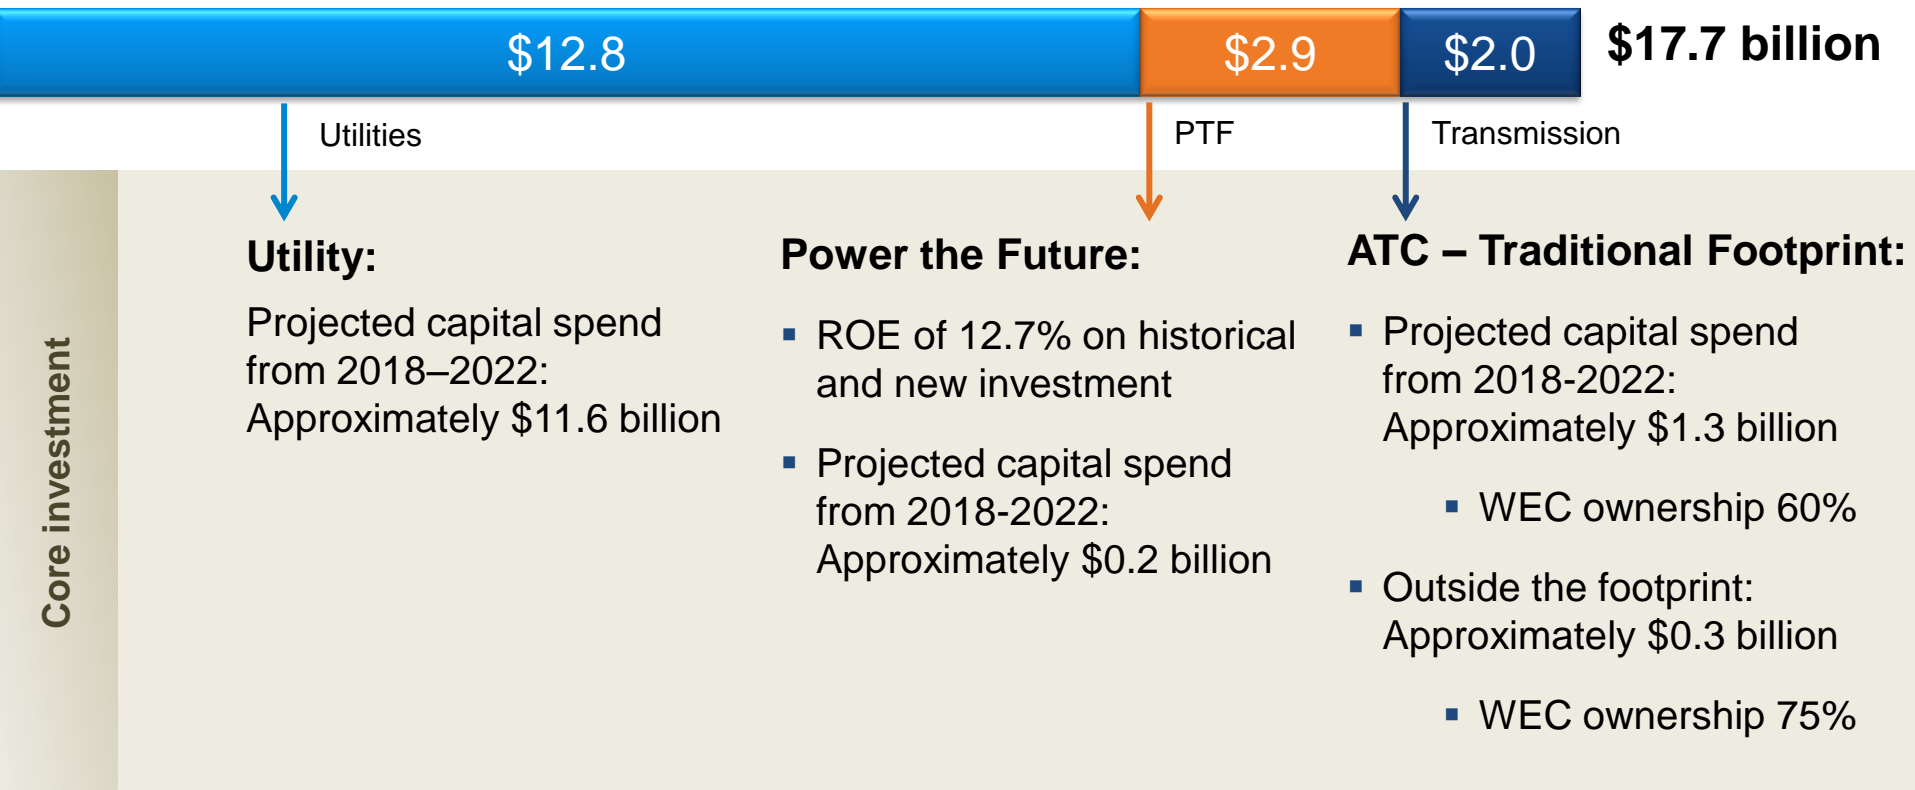 $12.8
$2.9
$2.0
$17.7 billion
Utilities
PTF
Transmission
Core investment
Utility:
Projected capital spend
from 2018–2022:
Approximately $11.6 billion
Power the Future:
▪ ROE of 12.7% on historical
and new investment
▪ Projected capital spend
from 2018-2022:
Approximately $0.2 billion
ATC – Traditional Footprint:
▪ Projected capital spend
from 2018-2022:
Approximately $1.3 billion
▪ WEC ownership 60%
▪ Outside the footprint:
Approximately $0.3 billion
▪ WEC ownership 75%